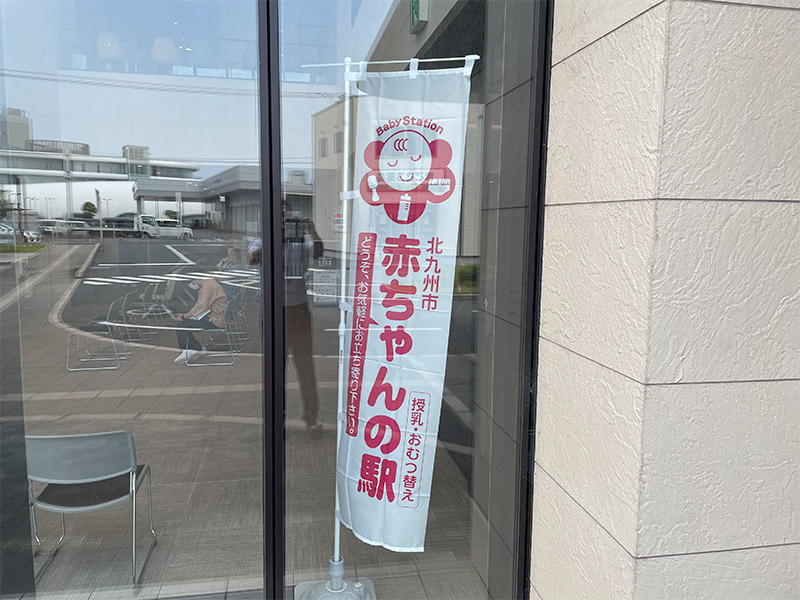 Baby Station
北九州市
赤ちゃんの駅
どうぞ、お気軽にお立ち寄り下さい。
授乳・おむつ替え